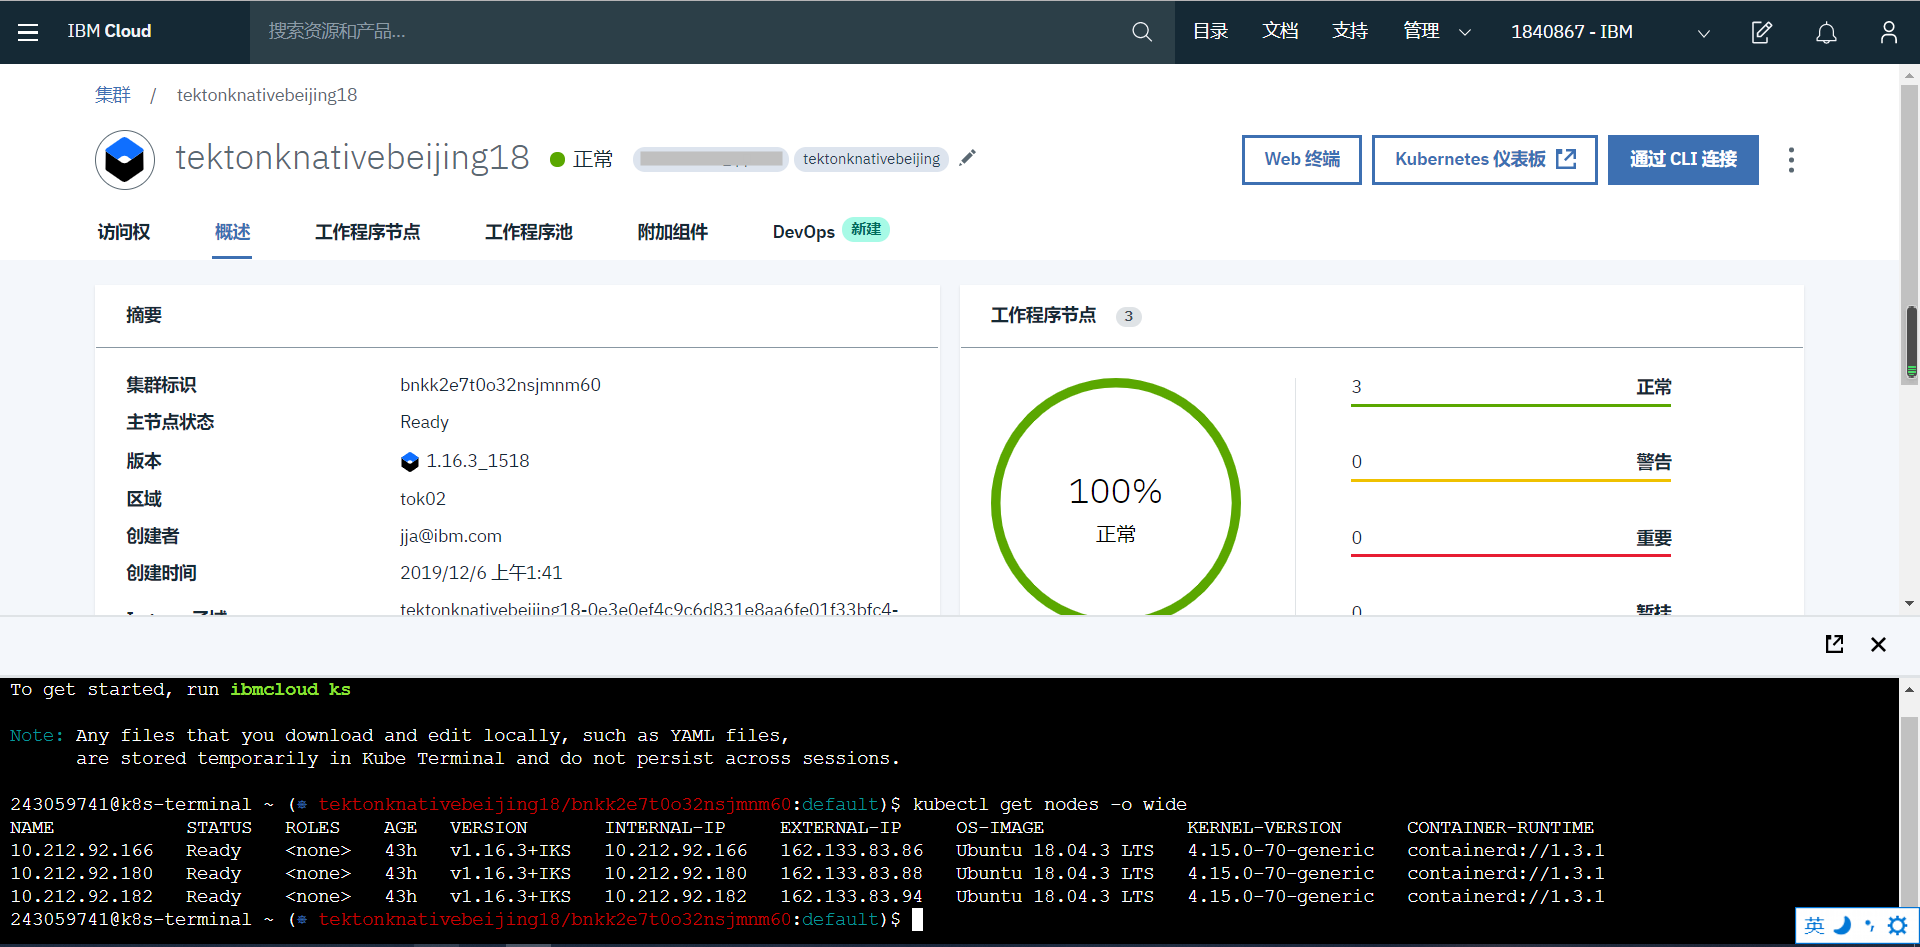 IBM Cloud 搜索资源和产品... 目录 文档 支持 管理 1840867 - IBM
集群 / tektonknativebeijing18
tektonknativebeijing18 正常 tektonknativebeijing Web 终端 Kubernetes 仪表板 通过 CLI 连接
访问权 概述 工作程序节点 工作程序池 附加组件 DevOps 新建
摘要
集群标识 bnkk2e7t0o32nsjmnm60
主节点状态 Ready
版本 1.16.3_1518
区域 tok02
创建者 jja@ibm.com
创建时间 2019/12/6 上午1:41
tektonknativebeijing18-0e3e0ef4c9c6d831e8aa6fe01f33bfc4-
工作程序节点 3
100%
正常
3 正常
0 警告
0 重要
0 暂挂
To get started, run ibmcloud ks
Note: Any files that you download and edit locally, such as YAML files,
are stored temporarily in Kube Terminal and do not persist across sessions.
243059741@k8s-terminal ~ (⎈ tektonknativebeijing18/bnkk2e7t0o32nsjmnm60:default)$ kubectl get nodes -o wide
NAME STATUS ROLES AGE VERSION INTERNAL-IP EXTERNAL-IP OS-IMAGE KERNEL-VERSION CONTAINER-RUNTIME
10.212.92.166 Ready <none> 43h v1.16.3+IKS 10.212.92.166 162.133.83.86 Ubuntu 18.04.3 LTS 4.15.0-70-generic containerd://1.3.1
10.212.92.180 Ready <none> 43h v1.16.3+IKS 10.212.92.180 162.133.83.88 Ubuntu 18.04.3 LTS 4.15.0-70-generic containerd://1.3.1
10.212.92.182 Ready <none> 43h v1.16.3+IKS 10.212.92.182 162.133.83.94 Ubuntu 18.04.3 LTS 4.15.0-70-generic containerd://1.3.1
243059741@k8s-terminal ~ (⎈ tektonknativebeijing18/bnkk2e7t0o32nsjmnm60:default)$
英